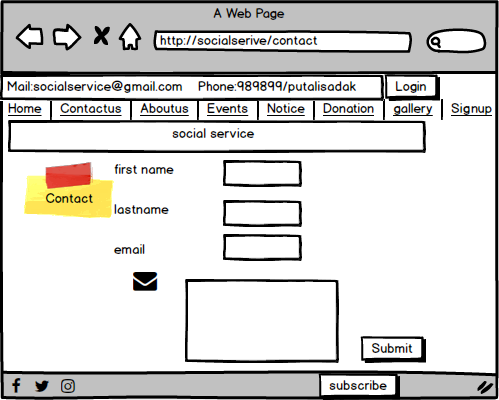 A Web Page
http://socialserive/contact
Mail:socialservice@gmail.com Phone:989899/putalisadak Login
Home Contactus Aboutus Events Notice Donation gallery Signup
social service
first name
Contact
lastname
email
Submit
subscribe